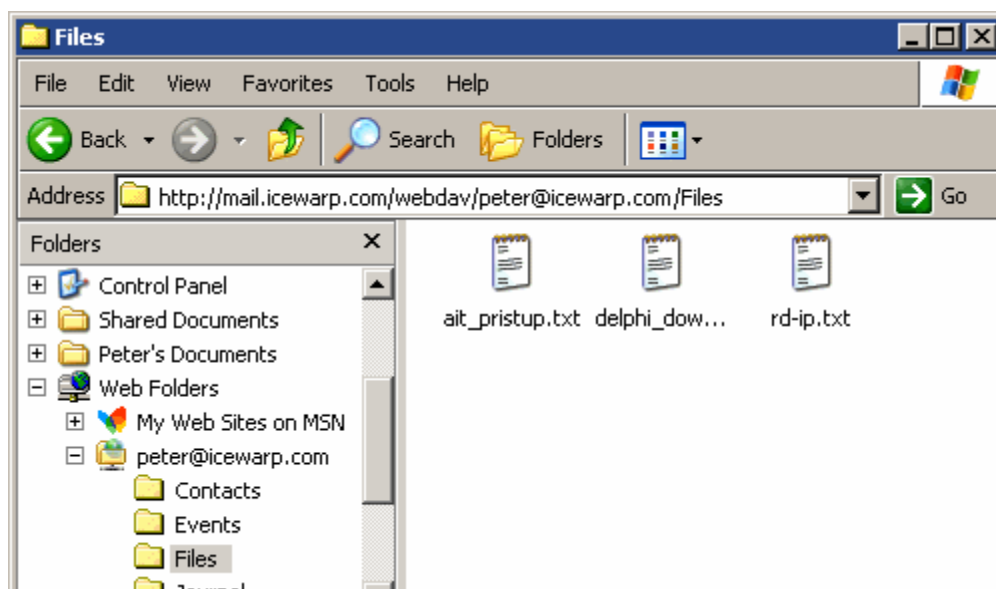 Files
File Edit View Favorites Tools Help
Back Search Folders
Address http://mail.icewarp.com/webdav/peter@icewarp.com/Files Go
Folders
Control Panel
Shared Documents
Peter's Documents
Web Folders
My Web Sites on MSN
peter@icewarp.com
Contacts
Events
Files
Journal
ait_pristup.txt delphi_dow... rd-ip.txt